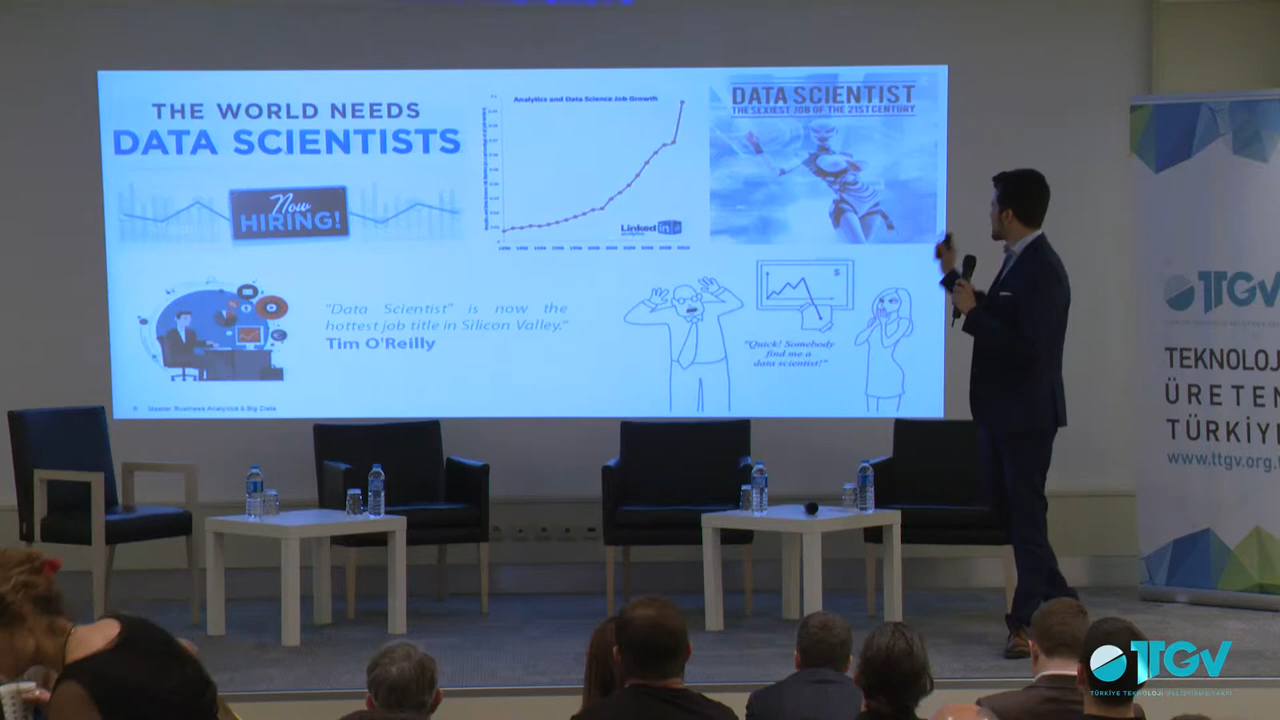 THE WORLD NEEDS
DATA SCIENTISTS
Now
HIRING!
Analytics and Data Science Job Growth
Linked in
analytics
DATA SCIENTIST
THE SEXIEST JOB OF THE 21ST CENTURY
"Data Scientist" is now the
hottest job title in Silicon Valley."
Tim O'Reilly
$
"Quick! Somebody
find me a
data scientist!"
Master Business Analytics & Big Data
TTGV
TEKNOLOJ
ÜRETEN
TÜRKİY
www.ttgv.org.
TTGV
TÜRKİYE TEKNOLOJİ GELİŞTİRME VAKFI